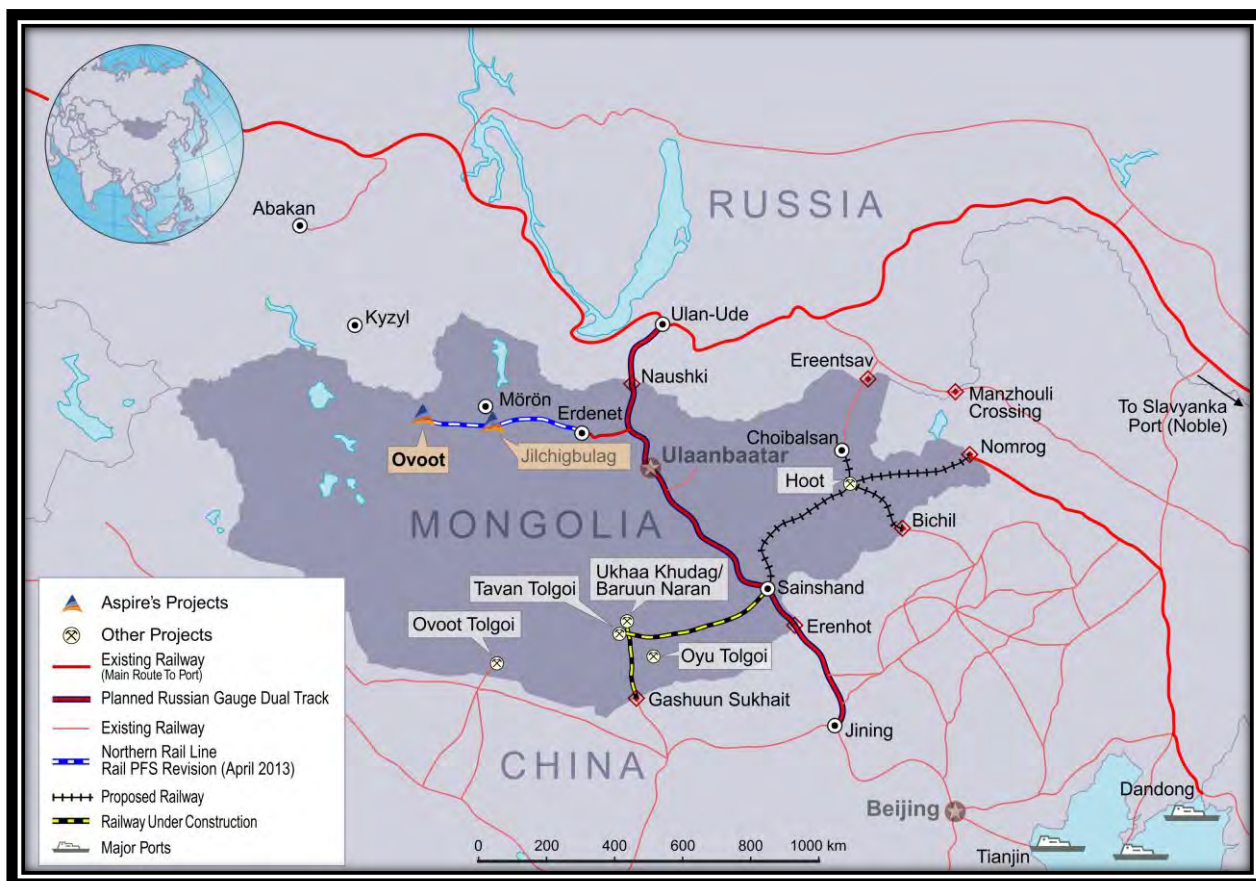 RUSSIA
Abakan
Kyzyl
Ulan-Ude
Naushki
Ereentsav
Manzhouli
Crossing
To Slavyanka
Port (Noble)
Mörön
Erdenet
Ovoot
Jilchigbulag
Ulaanbaatar
Choibalsan
Nomrog
Hoot
Bichil
MONGOLIA
Ukhaa Khudag/
Baruun Naran
Tavan Tolgoi
Sainshand
Ovoot Tolgoi
Oyu Tolgoi
Erenhot
Gashuun Sukhait
Jining
CHINA
Beijing
Dandong
Tianjin
Aspire's Projects
Other Projects
Existing Railway
(Main Route To Port)
Planned Russian Gauge Dual Track
Existing Railway
Northern Rail Line
Rail PFS Revision (April 2013)
Proposed Railway
Railway Under Construction
Major Ports
0 200 400 600 800 1000 km